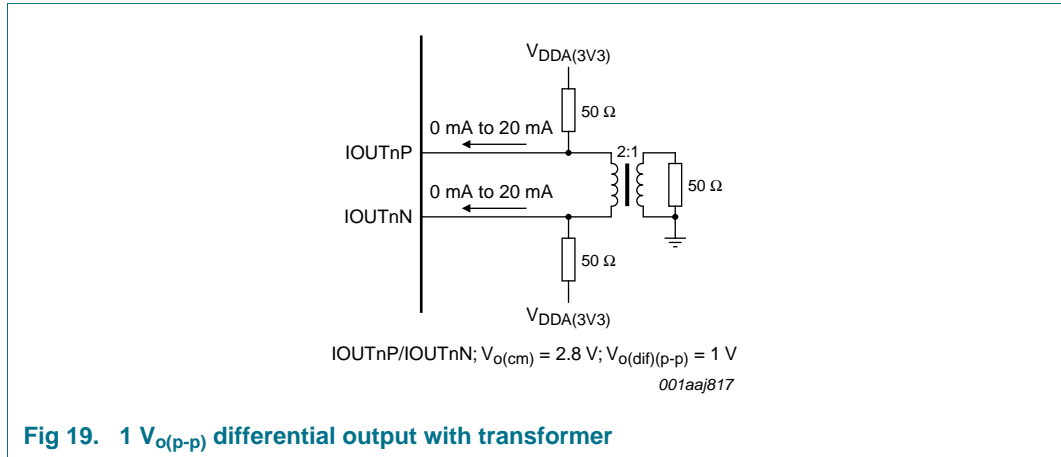 VDDA(3V3)
50 Ω
0 mA to 20 mA
IOUTnP
2:1
0 mA to 20 mA
50 Ω
IOUTnN
50 Ω
VDDA(3V3)
IOUTnP/IOUTnN; Vo(cm) = 2.8 V; Vo(dif)(p-p) = 1 V
001aaj817
Fig 19. 1 Vo(p-p) differential output with transformer